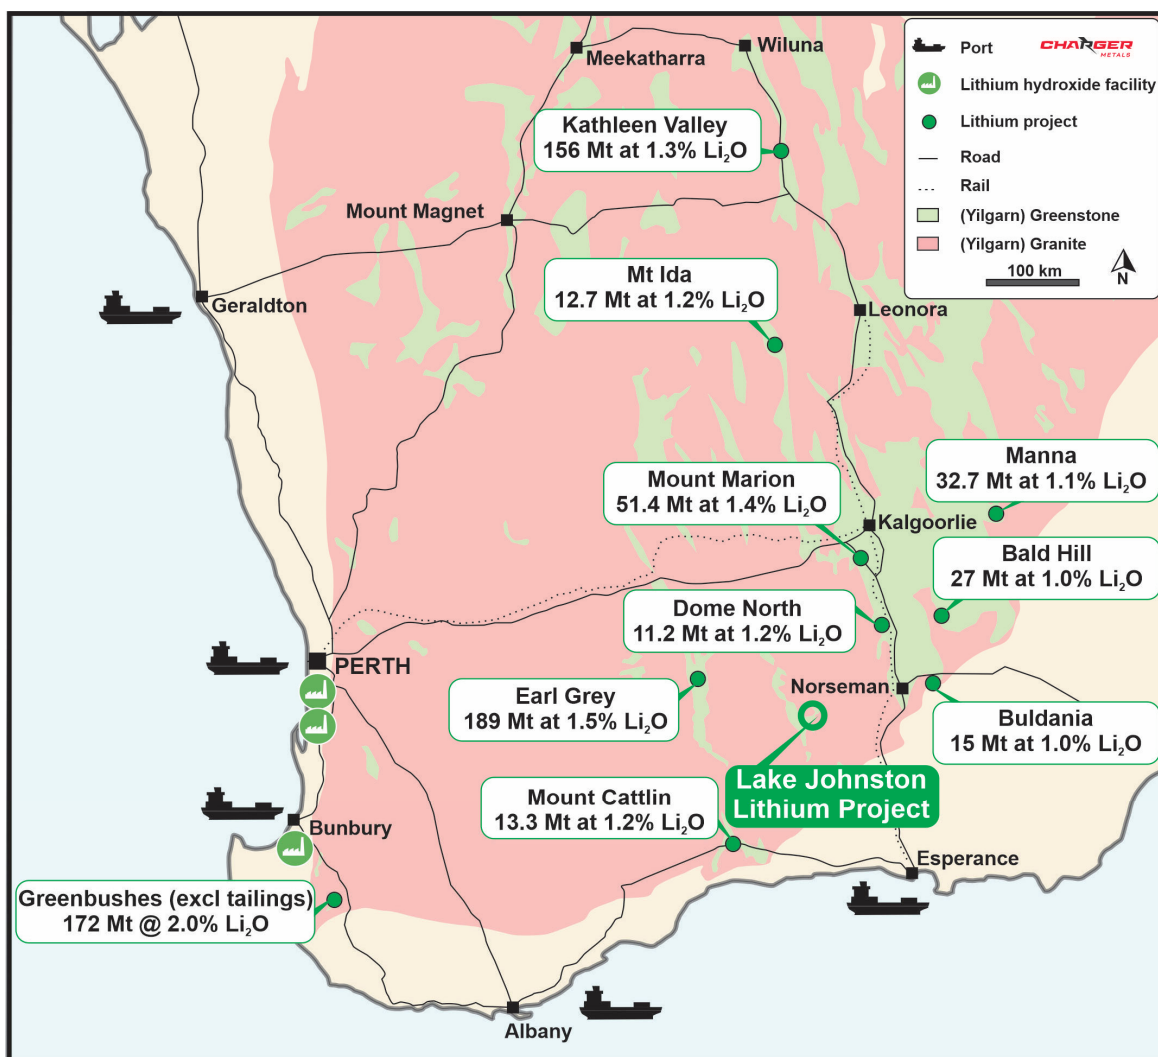 Port
CHARGER
METALS
Lithium hydroxide facility
Lithium project
Road
Rail
(Yilgarn) Greenstone
(Yilgarn) Granite
100 km
N
Meekatharra
Wiluna
Kathleen Valley
156 Mt at 1.3% Li₂O
Mount Magnet
Mt Ida
12.7 Mt at 1.2% Li₂O
Geraldton
Leonora
Mount Marion
51.4 Mt at 1.4% Li₂O
Manna
32.7 Mt at 1.1% Li₂O
Kalgoorlie
Bald Hill
27 Mt at 1.0% Li₂O
Dome North
11.2 Mt at 1.2% Li₂O
PERTH
Earl Grey
189 Mt at 1.5% Li₂O
Norseman
Buldania
15 Mt at 1.0% Li₂O
Lake Johnston
Lithium Project
Mount Cattlin
13.3 Mt at 1.2% Li₂O
Bunbury
Esperance
Greenbushes (excl tailings)
172 Mt @ 2.0% Li₂O
Albany